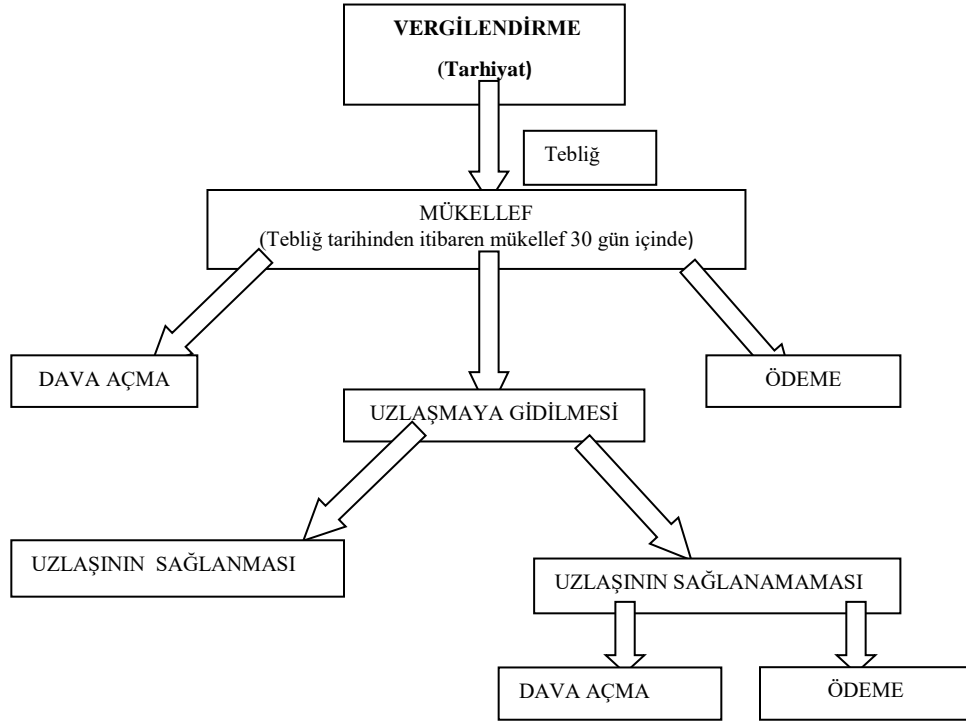 VERGİLENDİRME
(Tarhiyat)
Tebliğ
MÜKELLEF
(Tebliğ tarihinden itibaren mükellef 30 gün içinde)
DAVA AÇMA
ÖDEME
UZLAŞMAYA GİDİLMESİ
UZLAŞININ SAĞLANMASI
UZLAŞININ SAĞLANAMAMASI
DAVA AÇMA
ÖDEME